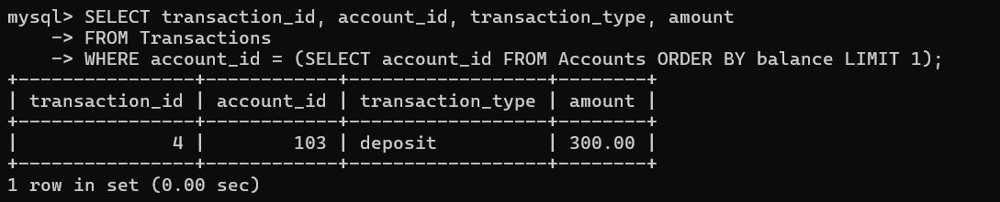 mysql> SELECT transaction_id, account_id, transaction_type, amount
    -> FROM Transactions
    -> WHERE account_id = (SELECT account_id FROM Accounts ORDER BY balance LIMIT 1);
+----------------+------------+------------------+--------+
| transaction_id | account_id | transaction_type | amount |
+----------------+------------+------------------+--------+
|              4 |        103 | deposit          | 300.00 |
+----------------+------------+------------------+--------+
1 row in set (0.00 sec)